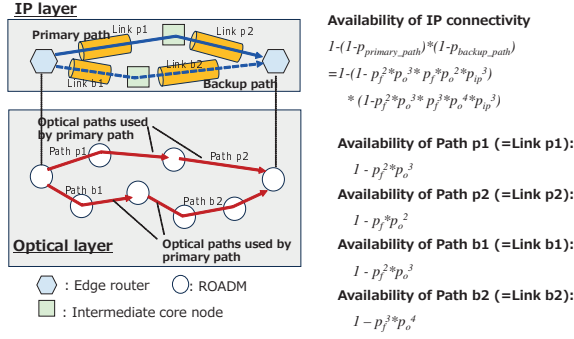 IP layer
Primary path
Link p1
Link p2
Link b1
Link b2
Backup path
Optical paths used
by primary path
Path p1
Path p2
Path b1
Path b2
Optical paths used by
primary path
Optical layer
: Edge router
: ROADM
: Intermediate core node
Availability of IP connectivity
1-(1-p_primary_path)*(1-p_backup_path)
=1-(1- p_f^2*p_o^3* p_f*p_o^2*p_ip^3)
* (1-p_f^2*p_o^3* p_f^3*p_o^4*p_ip^3)
Availability of Path p1 (=Link p1):
1 - p_f^2*p_o^3
Availability of Path p2 (=Link p2):
1 - p_f*p_o^2
Availability of Path b1 (=Link b1):
1 - p_f^2*p_o^3
Availability of Path b2 (=Link b2):
1 – p_f^3*p_o^4